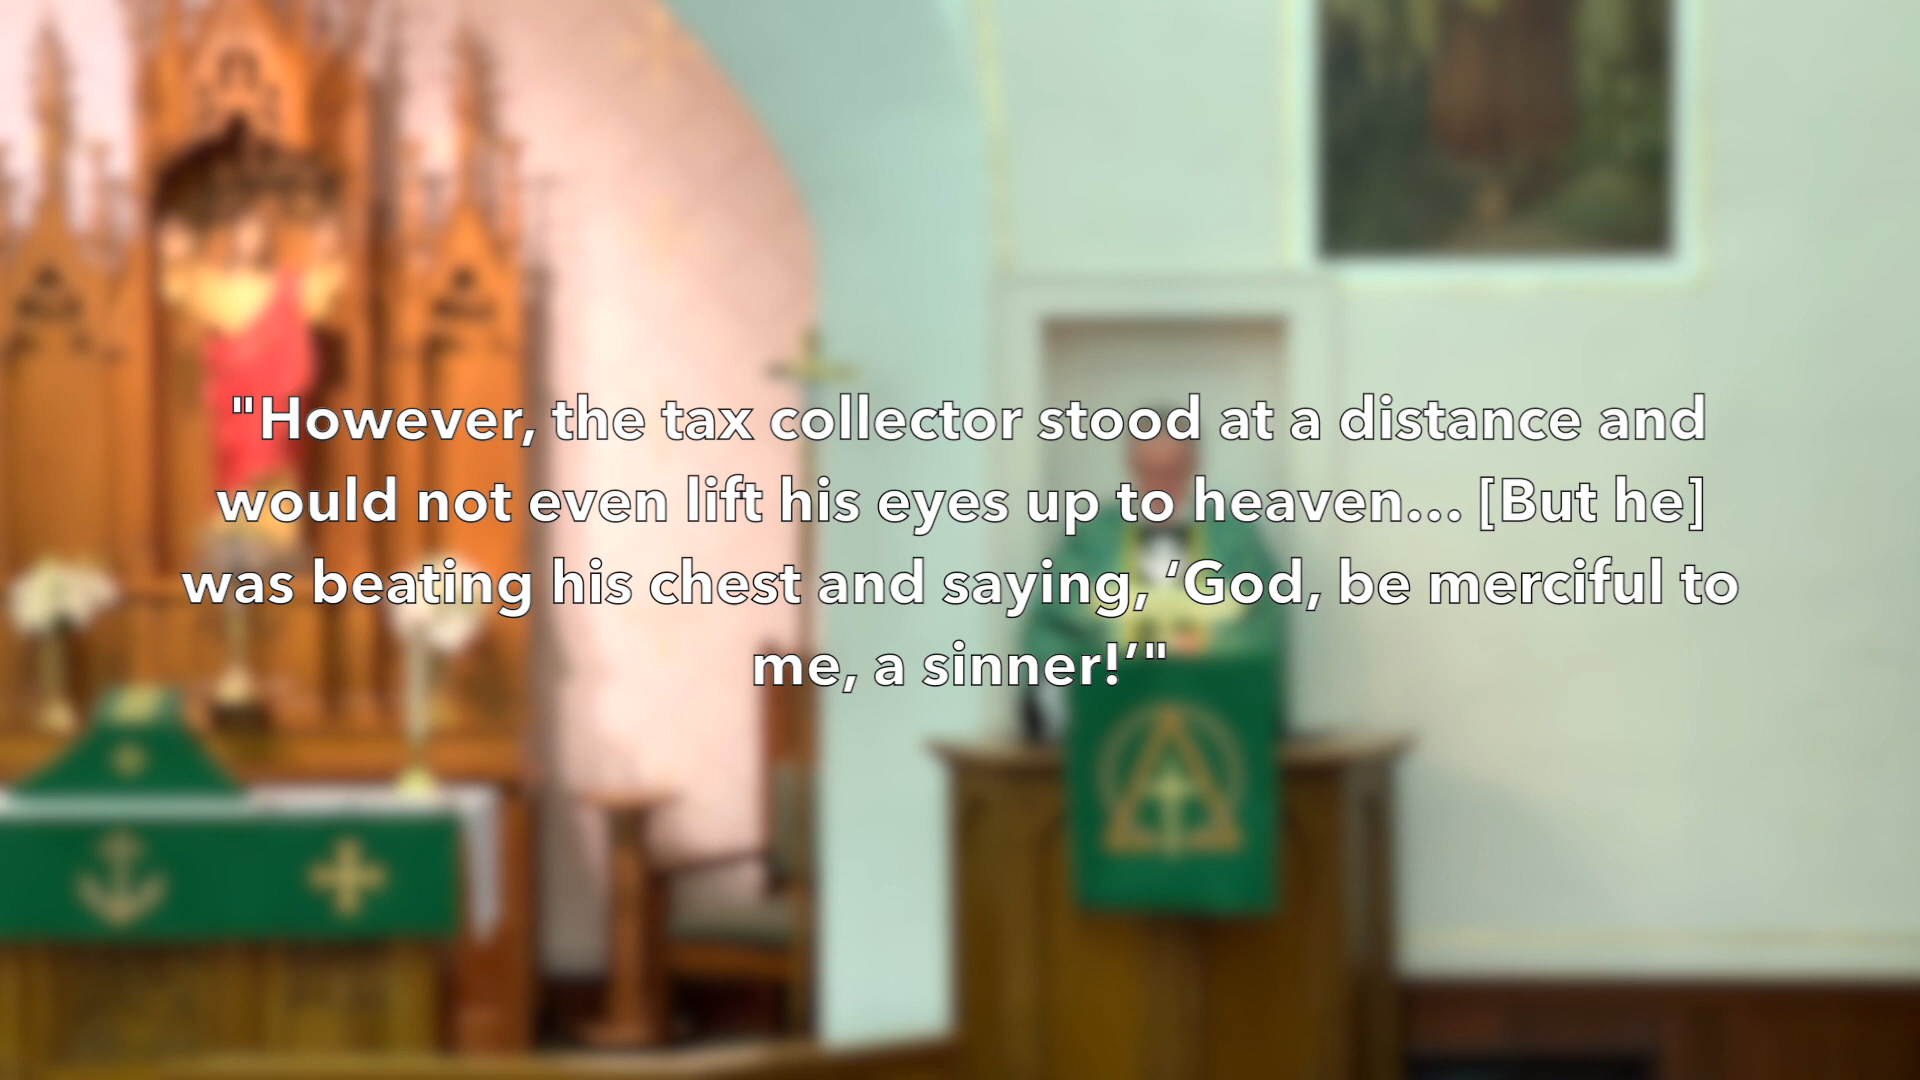 "However, the tax collector stood at a distance and
would not even lift his eyes up to heaven… [But he]
was beating his chest and saying, ‘God, be merciful to
me, a sinner!‘"